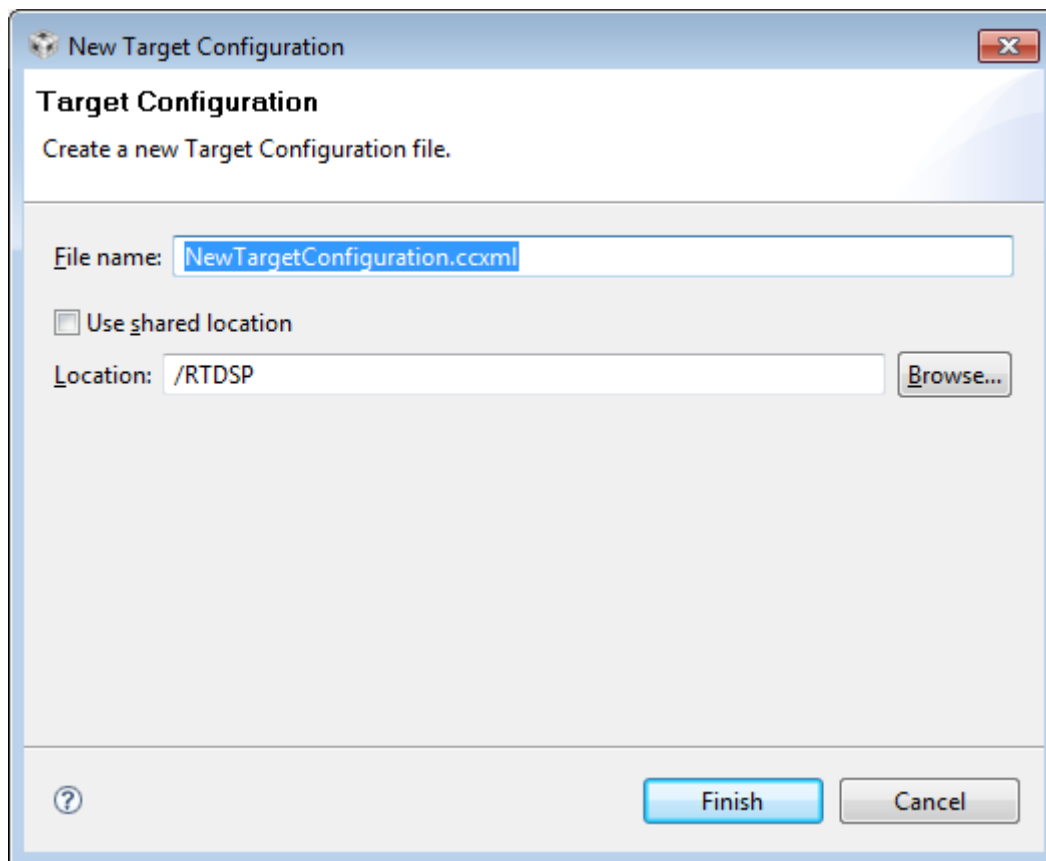 New Target Configuration
Target Configuration
Create a new Target Configuration file.
File name: NewTargetConfiguration.ccxml
Use shared location
Location: /RTDSP Browse...
? Finish Cancel